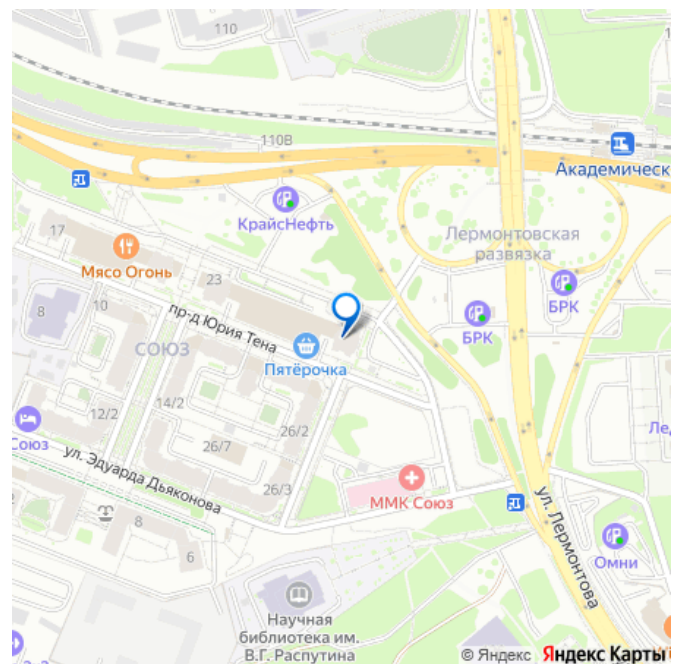 110
110
110В
Академическ
КрайсНефть
Лермонтовская
развязка
17
Мясо Огонь
23
БРК
БРК
8
10
пр-д Юрия Тена
СОЮЗ
Пятёрочка
12/2
14/2
26/2
26/7
Союз
ул. Эдуарда Дьяконова
26/3
ММК Союз
Ле
ул. Лермонтова
8
6
Омни
Научная
библиотека им.
В.Г. Распутина
© Яндекс Яндекс Карты